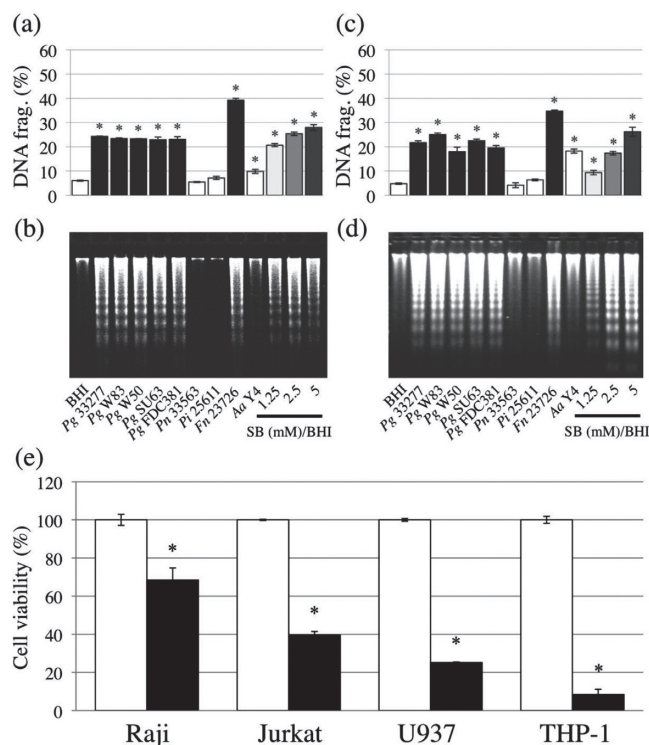 (a)
60
50
40
30
20
10
0
DNA frag. (%)
* * * * * * * * * *
(c)
60
50
40
30
20
10
0
DNA frag. (%)
* * * * * * * * * *
(b)
(d)
BHI
Pg 33277
Pg W83
Pg W50
Pg SU63
Pg FDC381
Pn 33563
Pi 25611
Fn 23726
Aa Y4
1.25
2.5
5
SB (mM)/BHI
BHI
Pg 33277
Pg W83
Pg W50
Pg SU63
Pg FDC381
Pn 33563
Pi 25611
Fn 23726
Aa Y4
1.25
2.5
5
SB (mM)/BHI
(e)
120
100
80
60
40
20
0
Cell viability (%)
* * * *
Raji Jurkat U937 THP-1